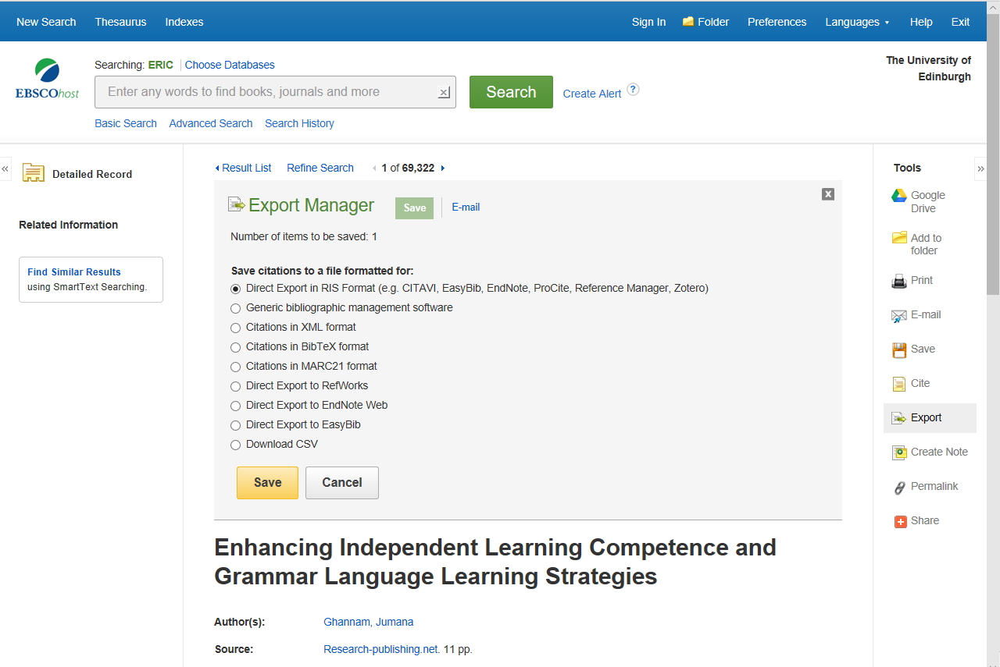 New Search Thesaurus Indexes Sign In Folder Preferences Languages Help Exit
Searching: ERIC Choose Databases
The University of
Edinburgh
EBSCOhost
Enter any words to find books, journals and more
Search
Create Alert ?
Basic Search Advanced Search Search History
«
Detailed Record
Related Information
Find Similar Results
using SmartText Searching.
Result List Refine Search 1 of 69,322
Export Manager Save E-mail
x
Number of items to be saved: 1
Save citations to a file formatted for:
Direct Export in RIS Format (e.g. CITAVI, EasyBib, EndNote, ProCite, Reference Manager, Zotero)
Generic bibliographic management software
Citations in XML format
Citations in BibTeX format
Citations in MARC21 format
Direct Export to RefWorks
Direct Export to EndNote Web
Direct Export to EasyBib
Download CSV
Save Cancel
Enhancing Independent Learning Competence and
Grammar Language Learning Strategies
Author(s): Ghannam, Jumana
Source: Research-publishing.net. 11 pp.
Tools
»
Google
Drive
Add to
folder
Print
E-mail
Save
Cite
Export
Create Note
Permalink
Share